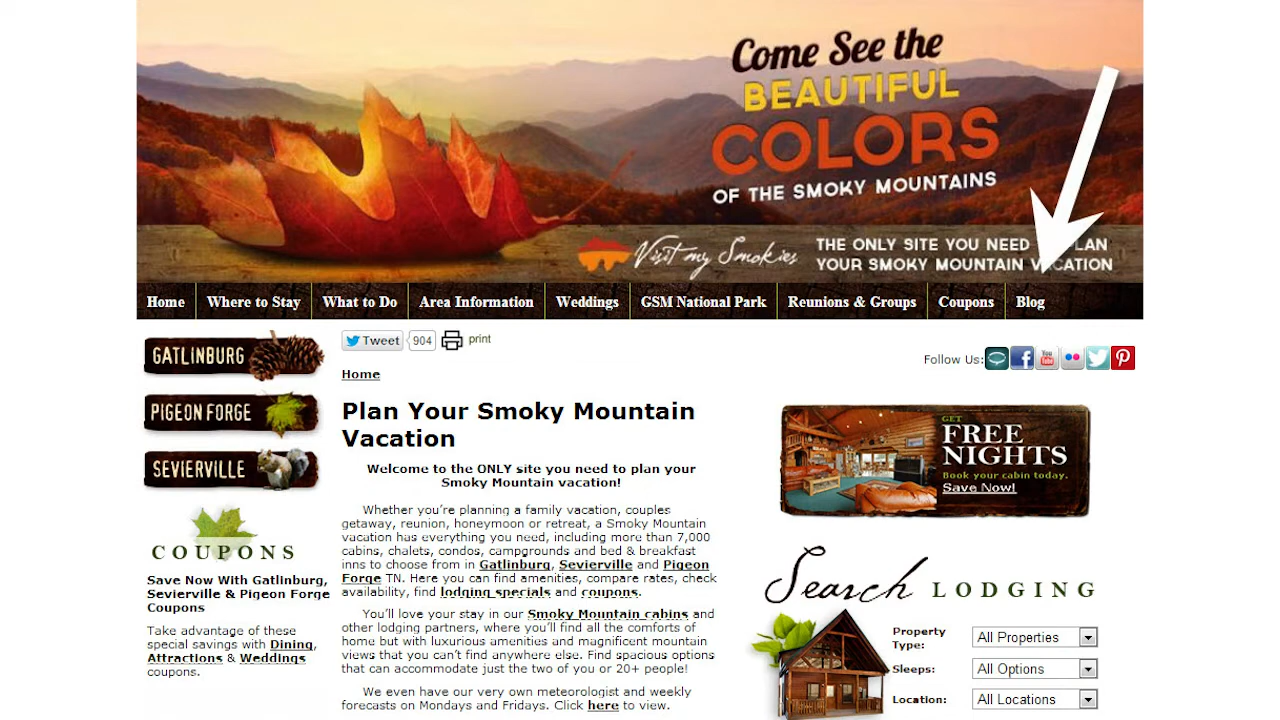 Come See the
BEAUTIFUL
COLORS
OF THE SMOKY MOUNTAINS
Visit my Smokies
THE ONLY SITE YOU NEED PLAN
YOUR SMOKY MOUNTAIN VACATION
Home Where to Stay What to Do Area Information Weddings GSM National Park Reunions & Groups Coupons Blog
GATLINBURG
PIGEON FORGE
SEVIERVILLE
COUPONS
Save Now With Gatlinburg,
Sevierville & Pigeon Forge
Coupons
Take advantage of these
special savings with Dining,
Attractions & Weddings
coupons.
Tweet 904 print
Home
Plan Your Smoky Mountain
Vacation
Welcome to the ONLY site you need to plan your
Smoky Mountain vacation!
Whether you're planning a family vacation, couples
getaway, reunion, honeymoon or retreat, a Smoky Mountain
vacation has everything you need, including more than 7,000
cabins, chalets, condos, campgrounds and bed & breakfast
inns to choose from in Gatlinburg, Sevierville and Pigeon
Forge TN. Here you can find amenities, compare rates, check
availability, find lodging specials and coupons.
You'll love your stay in our Smoky Mountain cabins and
other lodging partners, where you'll find all the comforts of
home but with luxurious amenities and magnificent mountain
views that you can't find anywhere else. Find spacious options
that can accommodate just the two of you or 20+ people!
We even have our very own meteorologist and weekly
forecasts on Mondays and Fridays. Click here to view.
Follow Us:
You Tube
GET
FREE
NIGHTS
Book your cabin today.
Save Now!
Search LODGING
Property
Type: All Properties
Sleeps: All Options
Location: All Locations